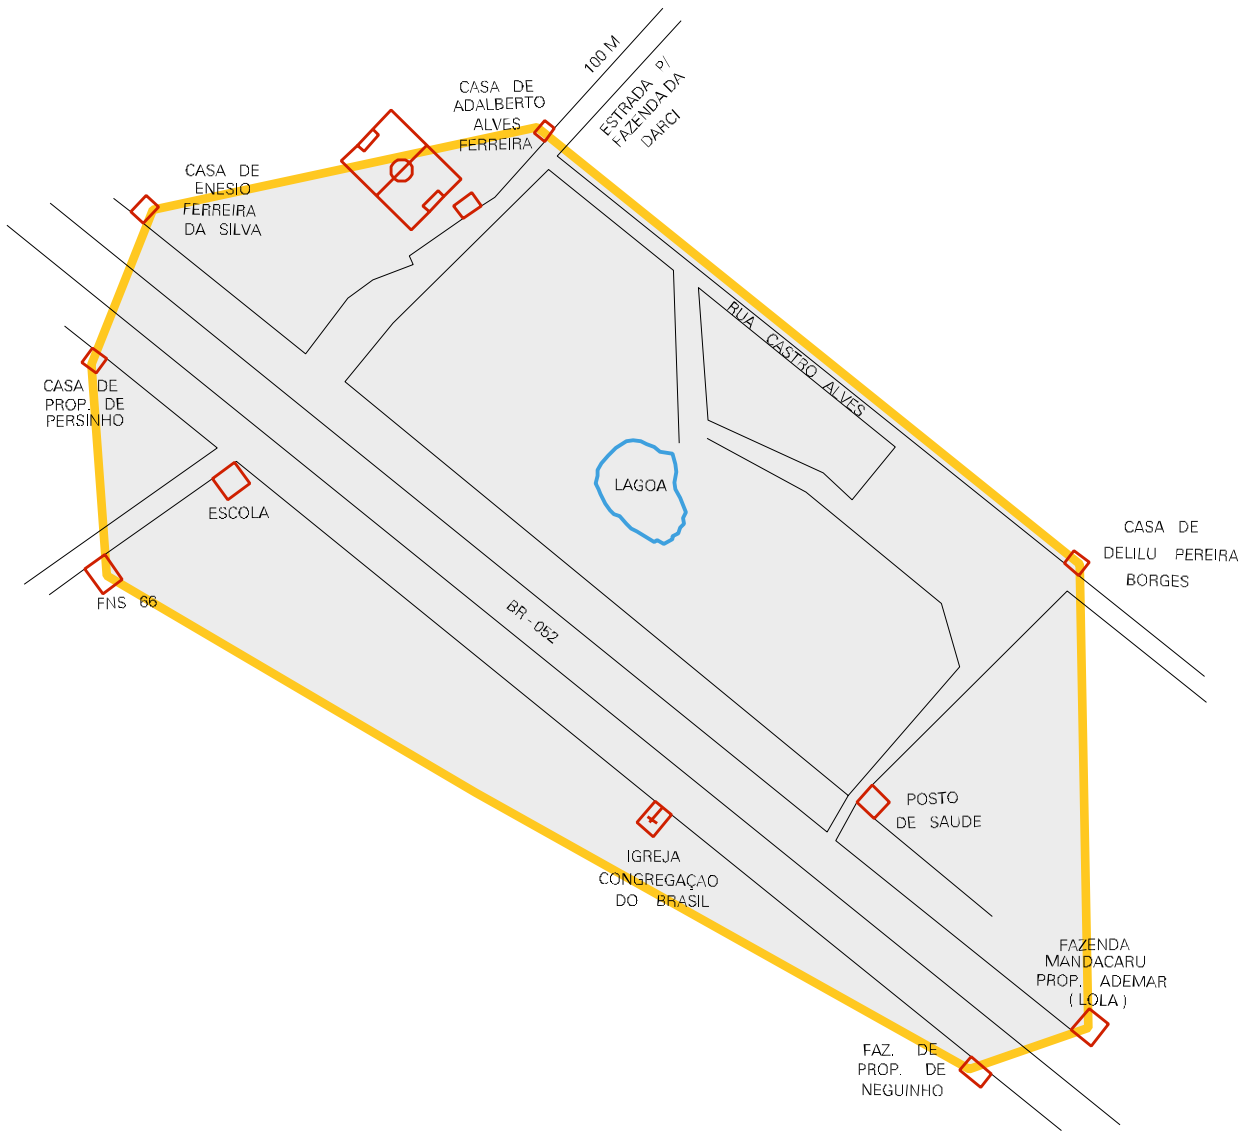 100 M
ESTRADA P/
FAZENDA DA
DARCI
CASA DE
ADALBERTO
ALVES
FERREIRA
CASA DE
ENESIO
FERREIRA
DA SILVA
RUA CASTRO ALVES
CASA DE
PROP. DE
PERSINHO
LAGOA
ESCOLA
CASA DE
DELILU PEREIRA
BORGES
FNS 66
BR - 052
POSTO
DE SAUDE
IGREJA
CONGREGAÇAO
DO BRASIL
FAZENDA
MANDACARU
PROP. ADEMAR
( LOLA )
FAZ. DE
PROP. DE
NEGUINHO